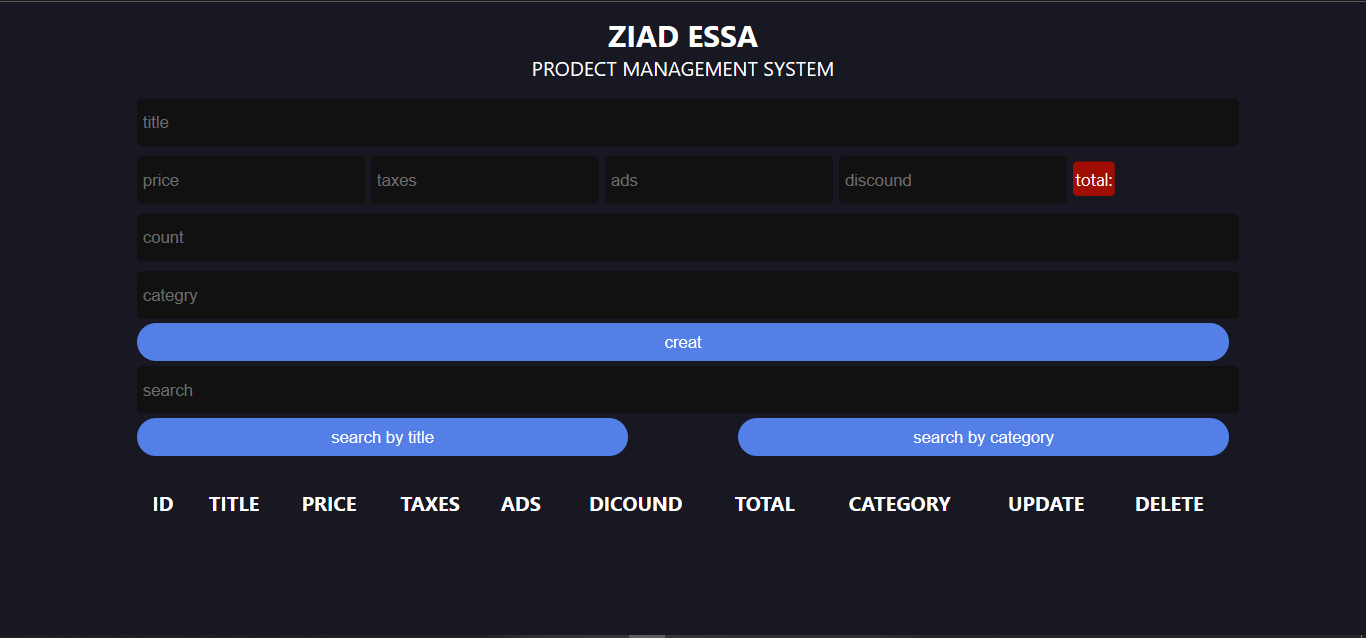 ZIAD ESSA
PRODECT MANAGEMENT SYSTEM
title
price taxes ads discound total:
count
categry
creat
search
search by title search by category
ID TITLE PRICE TAXES ADS DICOUND TOTAL CATEGORY UPDATE DELETE